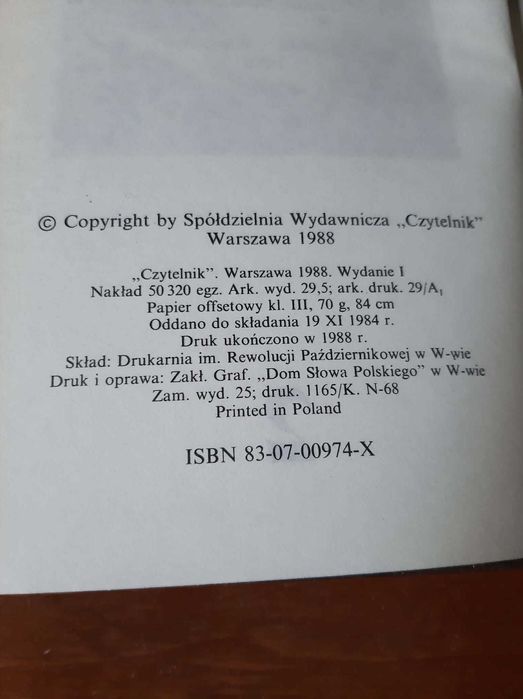 © Copyright by Spółdzielnia Wydawnicza „Czytelnik”
Warszawa 1988
„Czytelnik”. Warszawa 1988. Wydanie I
Nakład 50 320 egz. Ark. wyd. 29,5; ark. druk. 29/A₁
Papier offsetowy kl. III, 70 g, 84 cm
Oddano do składania 19 XI 1984 r.
Druk ukończono w 1988 r.
Skład: Drukarnia im. Rewolucji Październikowej w W-wie
Druk i oprawa: Zakł. Graf. „Dom Słowa Polskiego” w W-wie
Zam. wyd. 25; druk. 1165/K. N-68
Printed in Poland
ISBN 83-07-00974-X